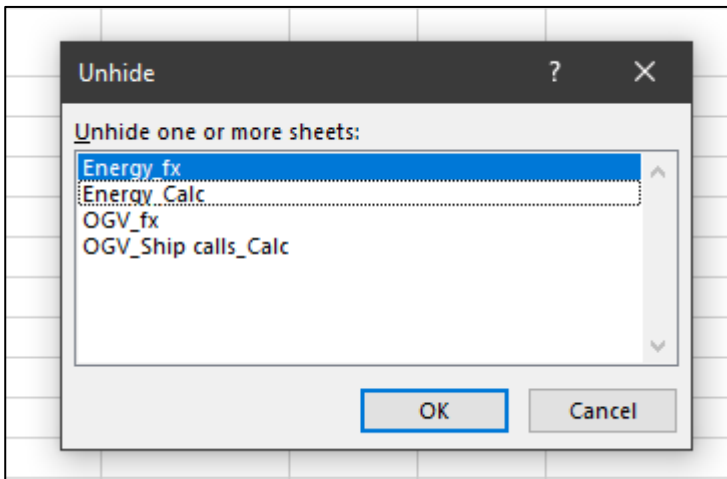 Unhide ? ×
Unhide one or more sheets:
Energy_fx
Energy_Calc
OGV_fx
OGV_Ship calls_Calc
OK Cancel